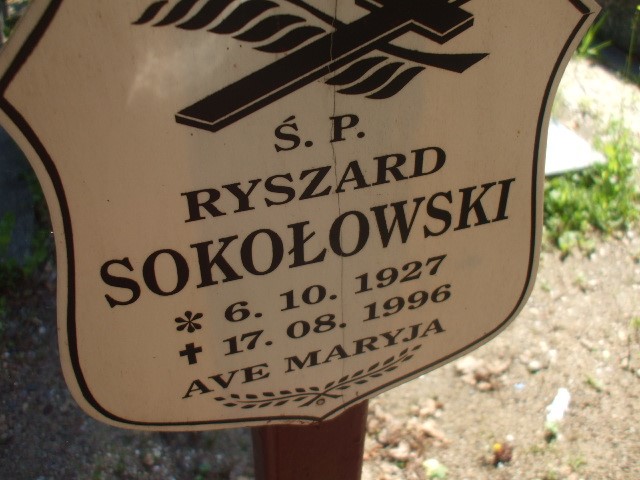 Ś. P.
RYSZARD
SOKOŁOWSKI
* 6. 10. 1927
✝ 17. 08. 1996
AVE MARYJA